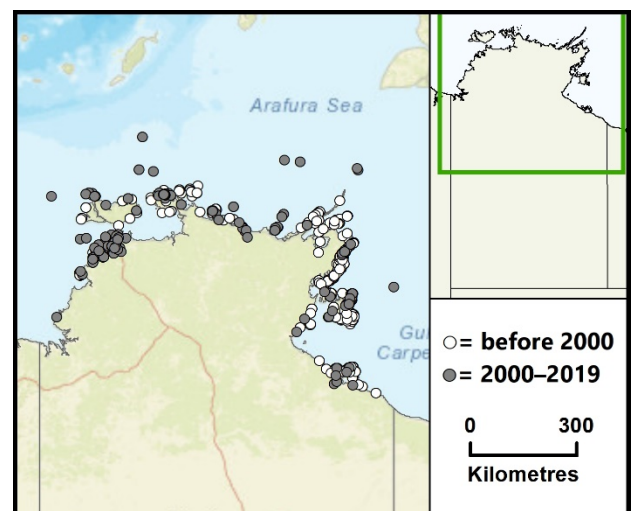 Arafura Sea
Gu
Carpe
= before 2000
= 2000–2019
0 300
Kilometres